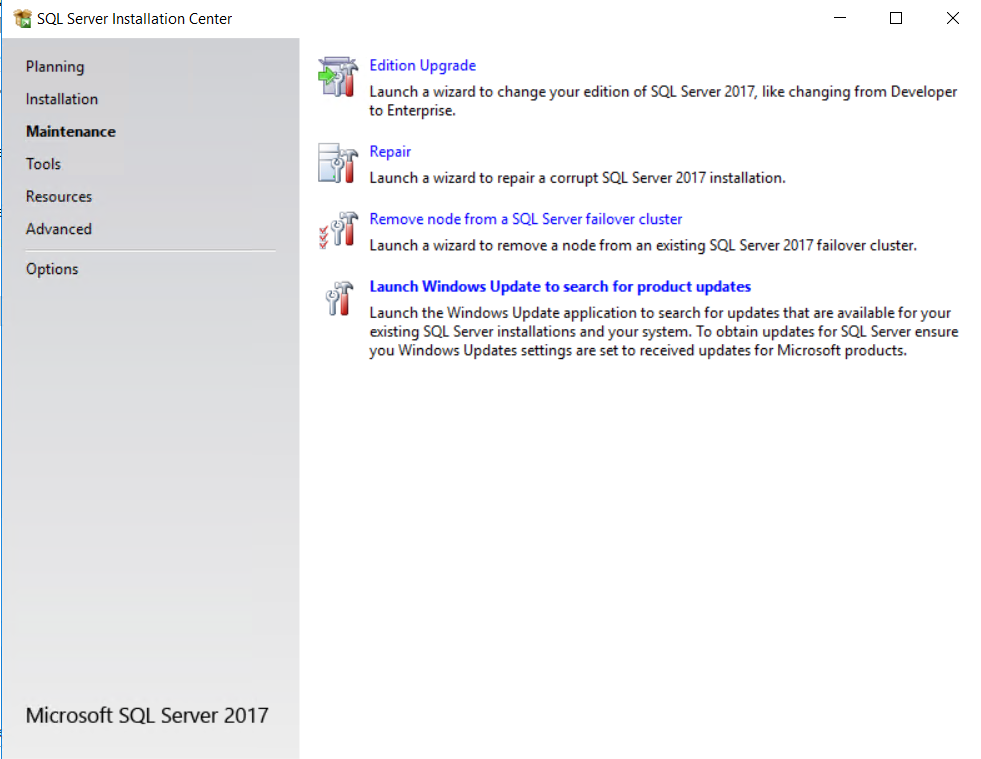 SQL Server Installation Center
Planning
Installation
Maintenance
Tools
Resources
Advanced
Options
Microsoft SQL Server 2017
Edition Upgrade
Launch a wizard to change your edition of SQL Server 2017, like changing from Developer
to Enterprise.
Repair
Launch a wizard to repair a corrupt SQL Server 2017 installation.
Remove node from a SQL Server failover cluster
Launch a wizard to remove a node from an existing SQL Server 2017 failover cluster.
Launch Windows Update to search for product updates
Launch the Windows Update application to search for updates that are available for your
existing SQL Server installations and your system. To obtain updates for SQL Server ensure
you Windows Updates settings are set to received updates for Microsoft products.